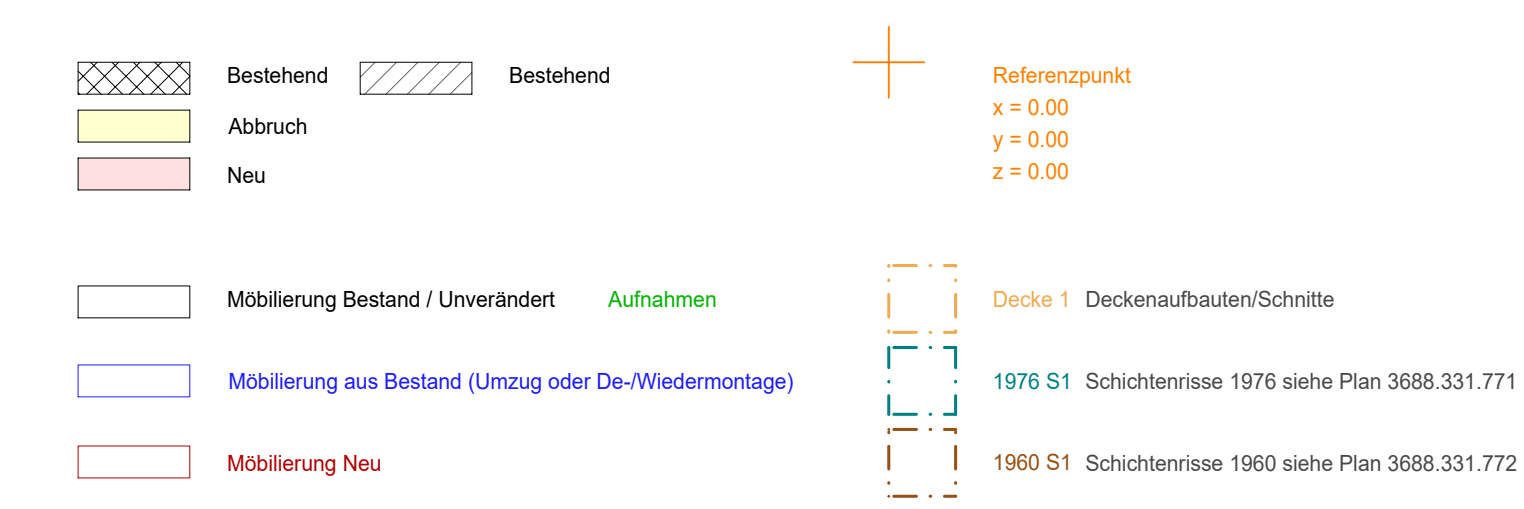 Bestehend
Bestehend
Abbruch
Neu
Referenzpunkt
x = 0.00
y = 0.00
z = 0.00
Möbilierung Bestand / Unverändert
Aufnahmen
Möbilierung aus Bestand (Umzug oder De-/Wiedermontage)
Möbilierung Neu
Decke 1 Deckenaufbauten/Schnitte
1976 S1 Schichtenrisse 1976 siehe Plan 3688.331.771
1960 S1 Schichtenrisse 1960 siehe Plan 3688.331.772